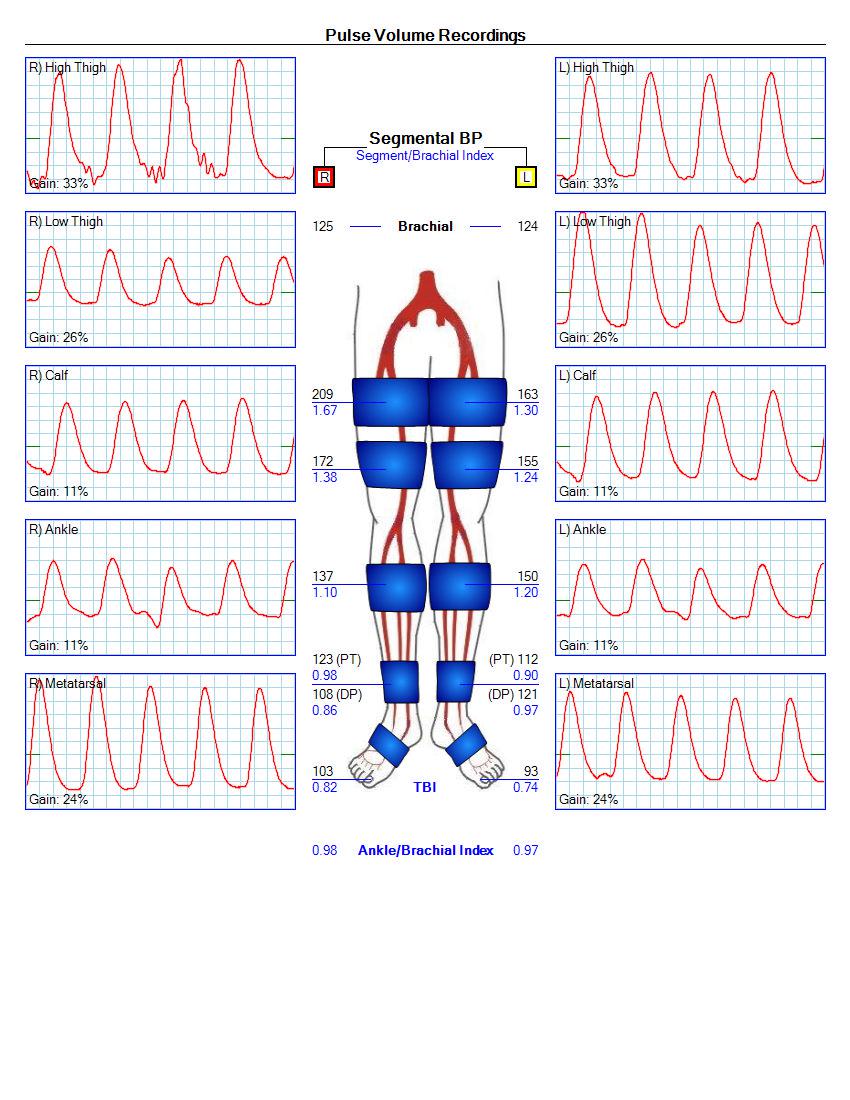 Pulse Volume Recordings
R) High Thigh
Gain: 33%
R) Low Thigh
Gain: 26%
R) Calf
Gain: 11%
R) Ankle
Gain: 11%
R) Metatarsal
Gain: 24%
Segmental BP
Segment/Brachial Index
R L
125 Brachial 124
209 163
1.67 1.30
172 155
1.38 1.24
137 150
1.10 1.20
123 (PT) (PT) 112
0.98 0.90
108 (DP) (DP) 121
0.86 0.97
103 93
0.82 TBI 0.74
0.98 Ankle/Brachial Index 0.97
L) High Thigh
Gain: 33%
L) Low Thigh
Gain: 26%
L) Calf
Gain: 11%
L) Ankle
Gain: 11%
L) Metatarsal
Gain: 24%